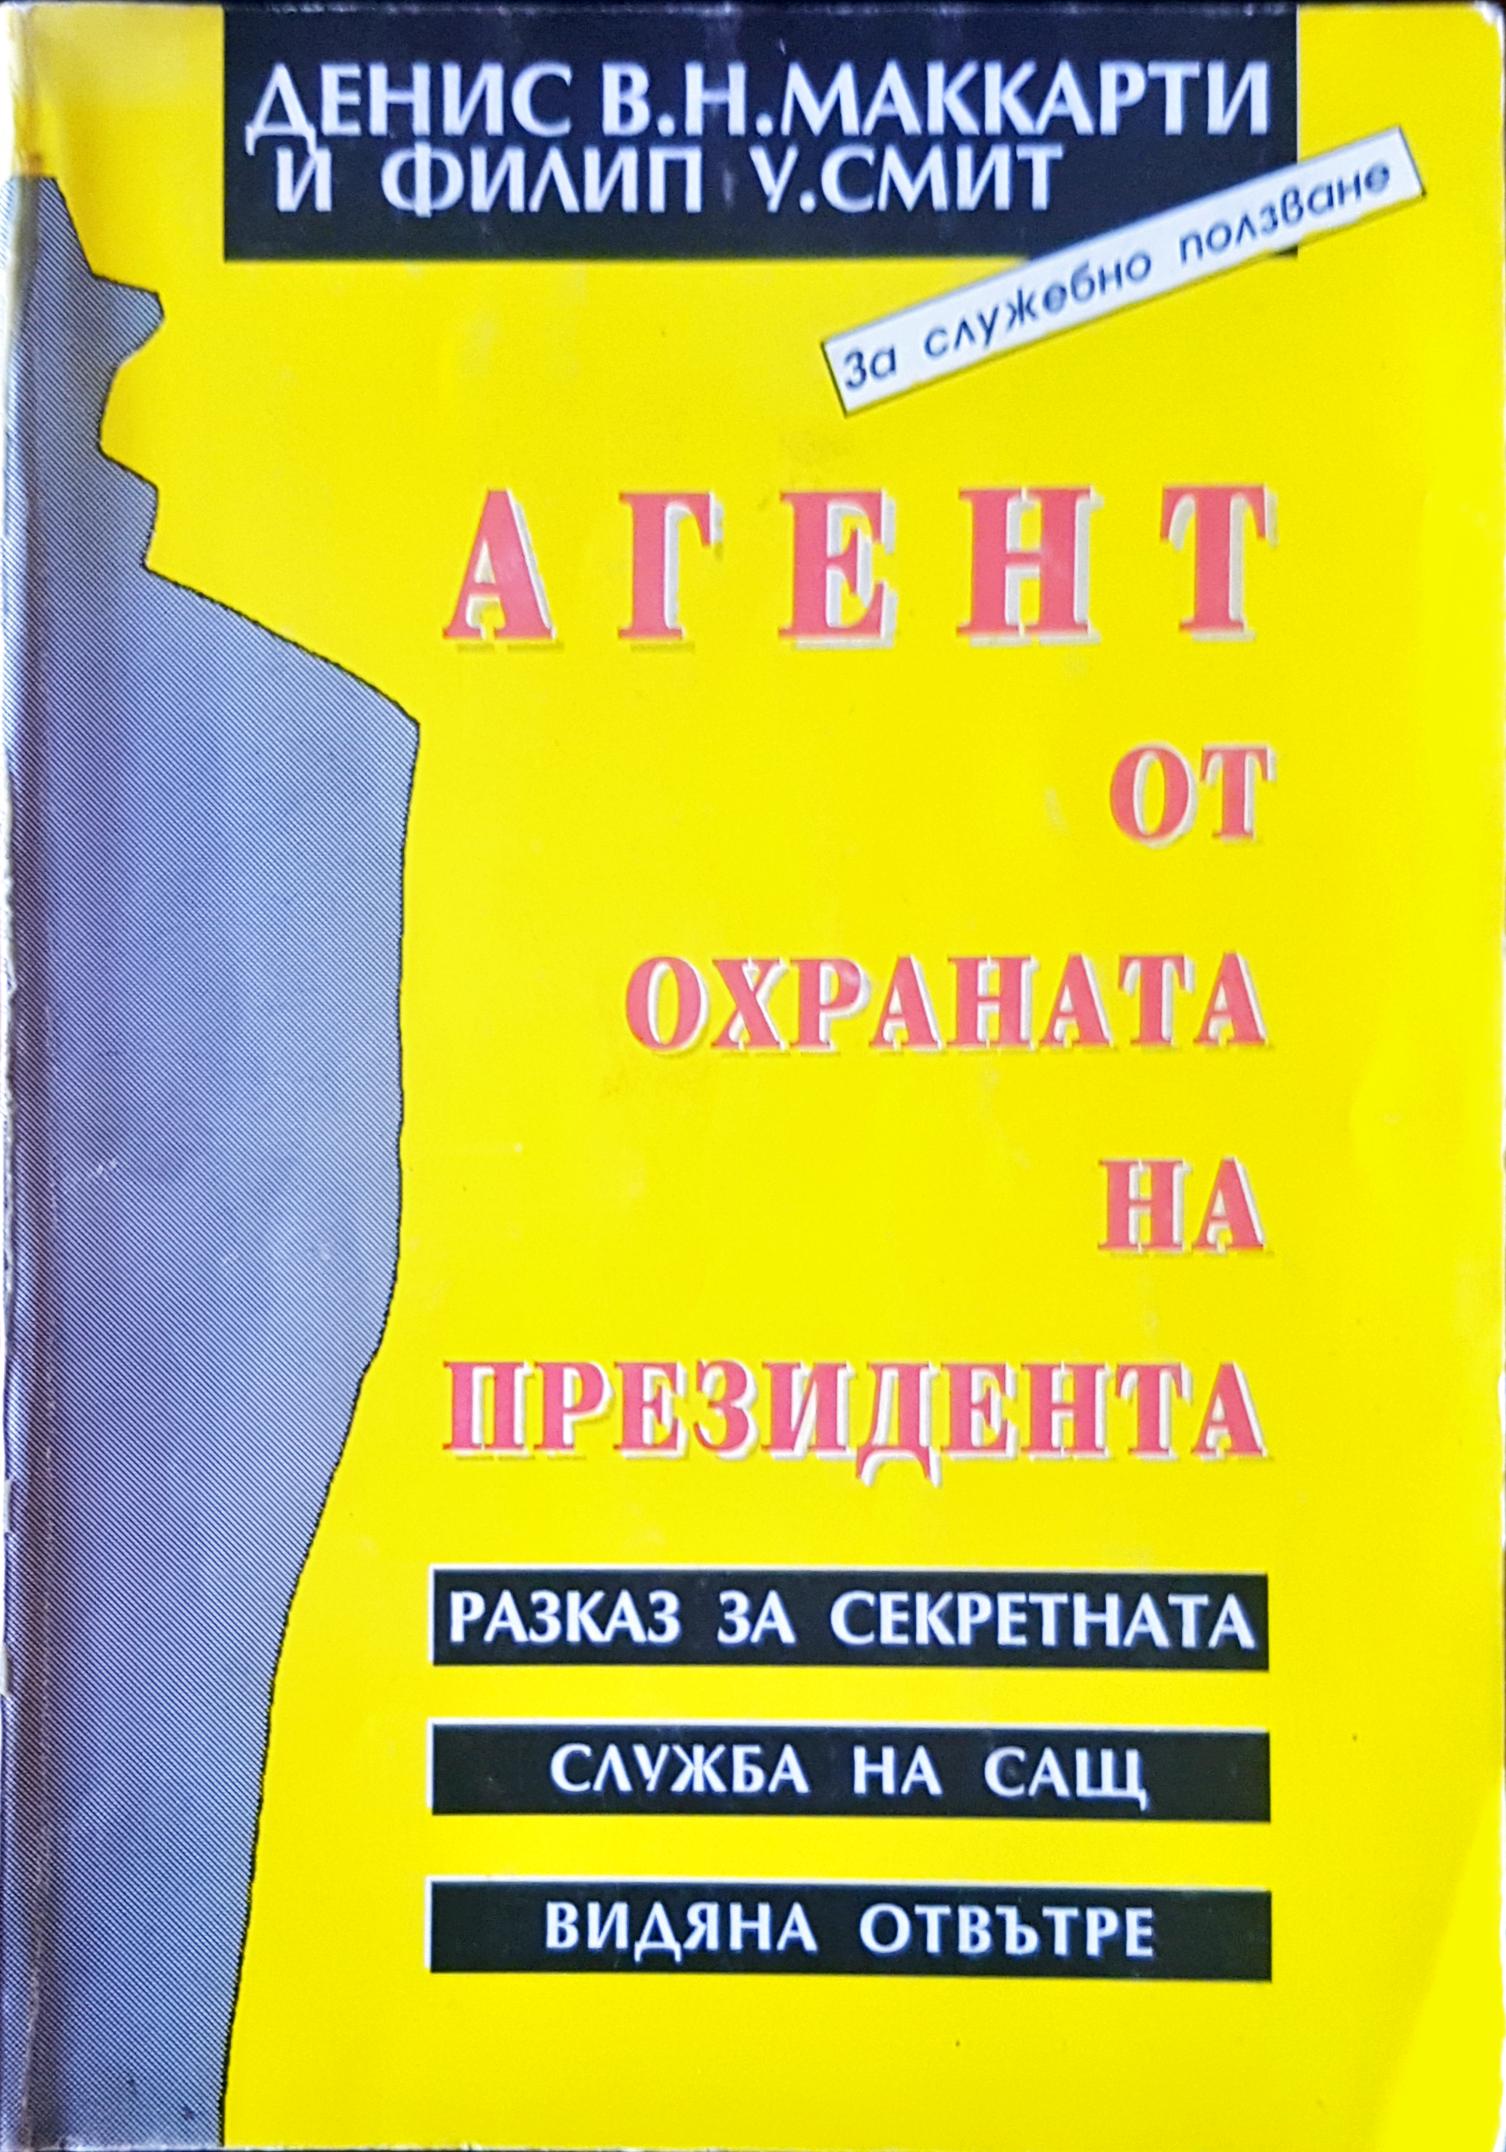 ДЕНИС В.Н.МАККАРТИ
И ФИЛИП У.СМИТ
За служебно ползване
АГЕНТ
ОТ
ОХРАНАТА
НА
ПРЕЗИДЕНТА
РАЗКАЗ ЗА СЕКРЕТНАТА
СЛУЖБА НА САЩ
ВИДЯНА ОТВЪТРЕ